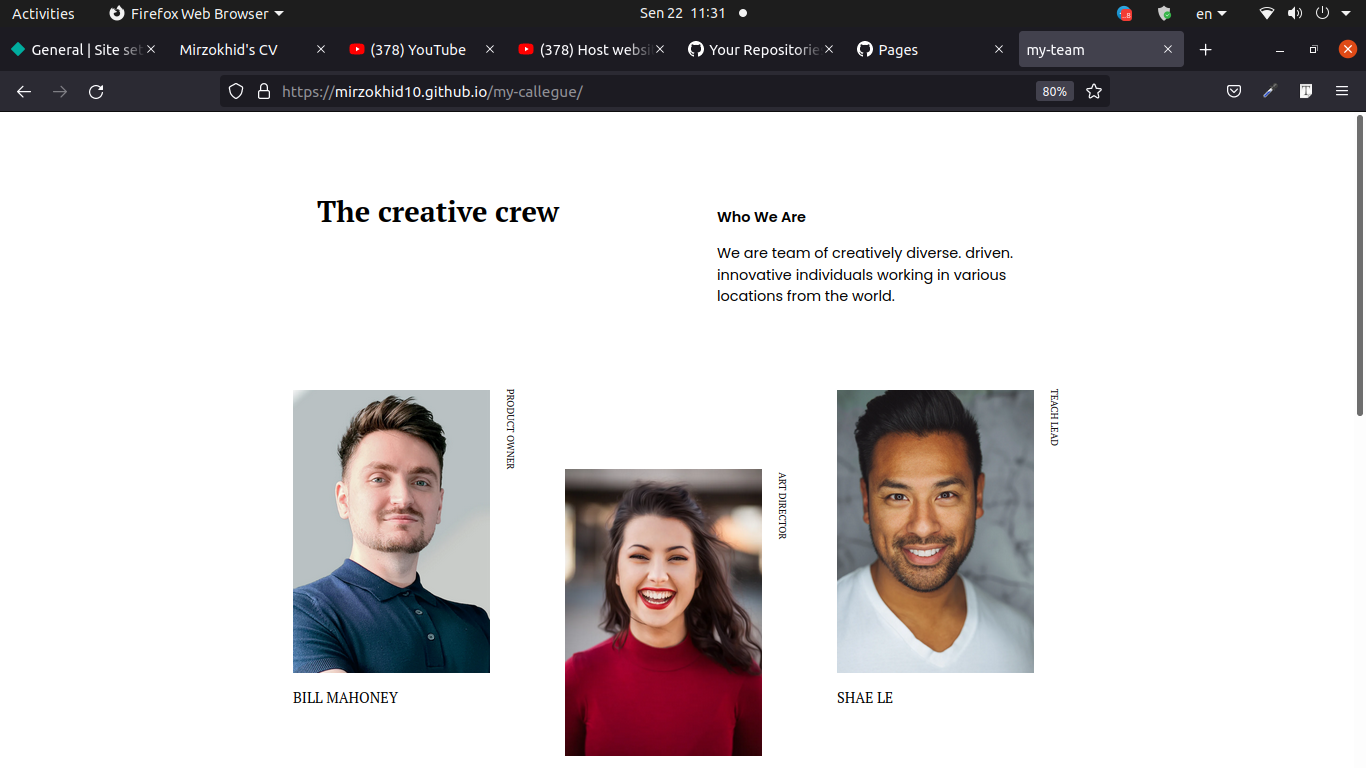 Activities
Firefox Web Browser
Sen 22 11:31
en
General | Site set
Mirzokhid's CV
(378) YouTube
(378) Host websi
Your Repositorie
Pages
my-team
https://mirzokhid10.github.io/my-callegue/
80%
The creative crew
Who We Are
We are team of creatively diverse. driven.
innovative individuals working in various
locations from the world.
PRODUCT OWNER
ART DIRECTOR
TEACH LEAD
BILL MAHONEY
SHAE LE